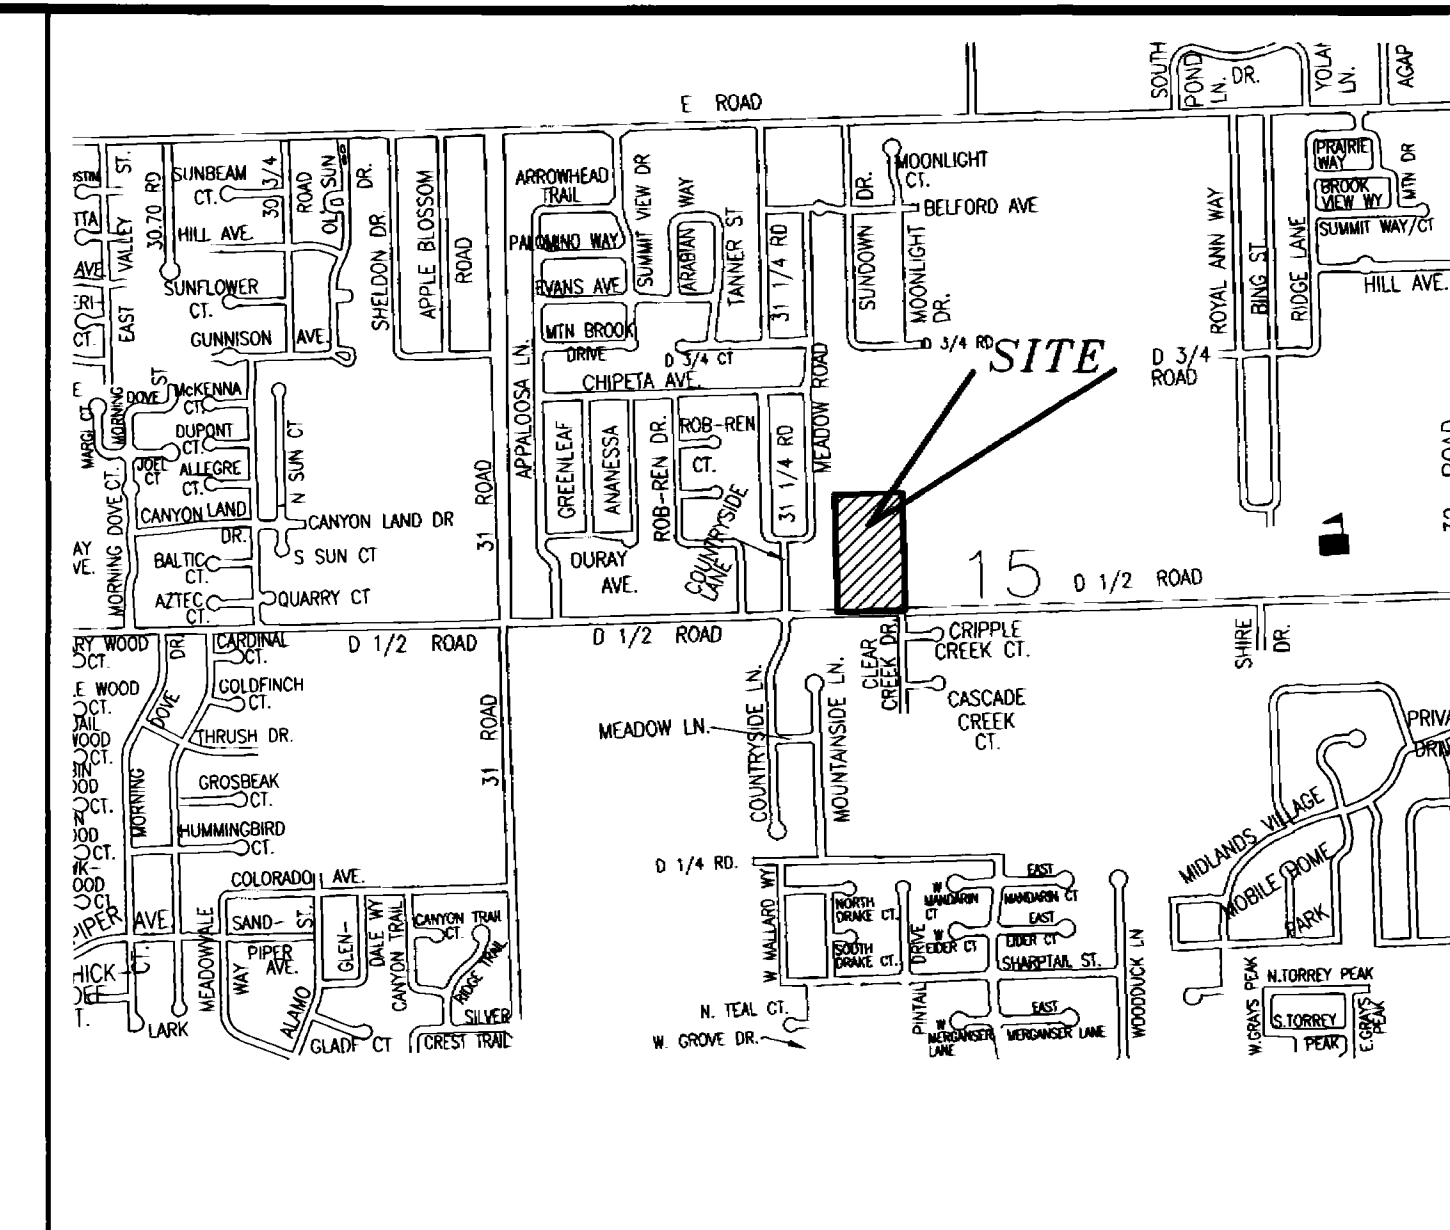 E ROAD
SOUTH
POND
LN.
DR.
LN.
SUNBEAM
CT.
30.70 RD
30 3/4
ROAD
SUN
DR.
HILL AVE.
SUNFLOWER
CT.
GUNNISON AVE.
EAST VALLEY ST.
SHELDON DR.
APPLE BLOSSOM
ROAD
ARROWHEAD
TRAIL
PALOMINO WAY
EVANS AVE
MTN BROOK
DRIVE
SUMMIT VIEW DR
ARABIAN WAY
TANNER ST
D 3/4 CT
CHIPETA AVE.
31 1/4 RD
MEADOW ROAD
MOONLIGHT
CT.
BELFORD AVE
SUNDOWN DR.
MOONLIGHT
DR.
D 3/4 RD
SITE
D 3/4
ROAD
ROYAL ANN WAY
BING ST
RIDGE LANE
PRAIRIE
WAY
BROOK
VIEW WY
MTN DR
SUMMIT WAY/CT
HILL AVE.
DOVE ST
McKENNA
CT.
DUPONT
CT.
ALLEGRE
CT.
MORNING
JOEL
CT
MORNING DOVE CT.
CANYON LAND
DR.
CANYON LAND DR
N SUN CT
S SUN CT
BALTIC
CT.
AZTEC
CT.
QUARRY CT
31 ROAD
APPALOOSA LN.
GREENLEAF
ANANESSA
ROB-REN DR.
ROB-REN
CT.
31 1/4 RD
COUNTRYSIDE
LANE
OURAY
AVE.
15
D 1/2 ROAD
D 1/2 ROAD
D 1/2 ROAD
CARDINAL
CT.
GOLDFINCH
CT.
DOVE
DR.
THRUSH DR.
GROSBEAK
CT.
MORNING
HUMMINGBIRD
CT.
31 ROAD
COLORADO AVE.
AVE.
SAND-
PIPER
AVE.
ST
MEADOWVALE
WAY
ALAMO
GLEN-
DALE WY
CANYON TRAIL
CANYON TRAIL
CT.
RIDGE TRAIL
SILVER
CREST TRAIL
LARK
CT.
MEADOW LN.
COUNTRYSIDE LN.
MOUNTAINSIDE LN.
CLEAR
CREEK DR.
CRIPPLE
CREEK CT.
CASCADE
CREEK
CT.
SHIRE
DR.
D 1/4 RD.
W MALLARD WY
NORTH
DRAKE CT.
SOUTH
DRAKE CT.
PINTAIL DRIVE
W
MANDARIN
CT
EAST
MANDARIN CT
W
EIDER CT
EAST
EIDER CT
SHARPTAIL ST.
W
MERGANSER
LANE
EAST
MERGANSER LANE
WOODDUCK LN
N. TEAL CT.
W. GROVE DR.
MIDLANDS VILLAGE
PARK
W.GRAYS PEAK
N.TORREY PEAK
S.TORREY
PEAK
E.GRAYS
PEAK